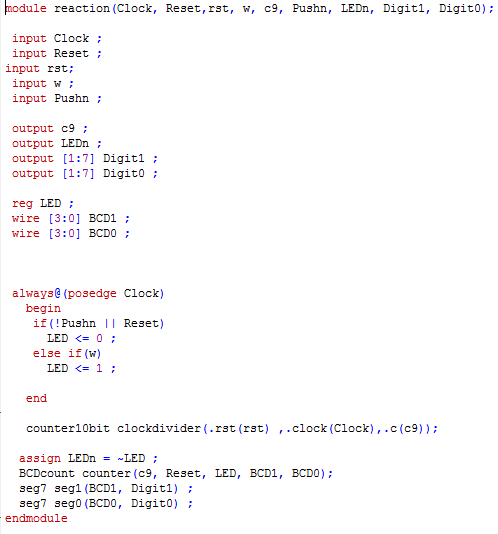 module reaction(Clock, Reset,rst, w, c9, Pushn, LEDn, Digit1, Digit0);
input Clock ;
input Reset ;
input rst;
input w ;
input Pushn ;
output c9 ;
output LEDn ;
output [1:7] Digit1 ;
output [1:7] Digit0 ;
reg LED ;
wire [3:0] BCD1 ;
wire [3:0] BCD0 ;
always@(posedge Clock)
begin
if(!Pushn || Reset)
LED <= 0 ;
else if(w)
LED <= 1 ;
end
counter10bit clockdivider(.rst(rst) ,.clock(Clock),.c(c9));
assign LEDn = ~LED ;
BCDcount counter(c9, Reset, LED, BCD1, BCD0);
seg7 seg1(BCD1, Digit1) ;
seg7 seg0(BCD0, Digit0) ;
endmodule